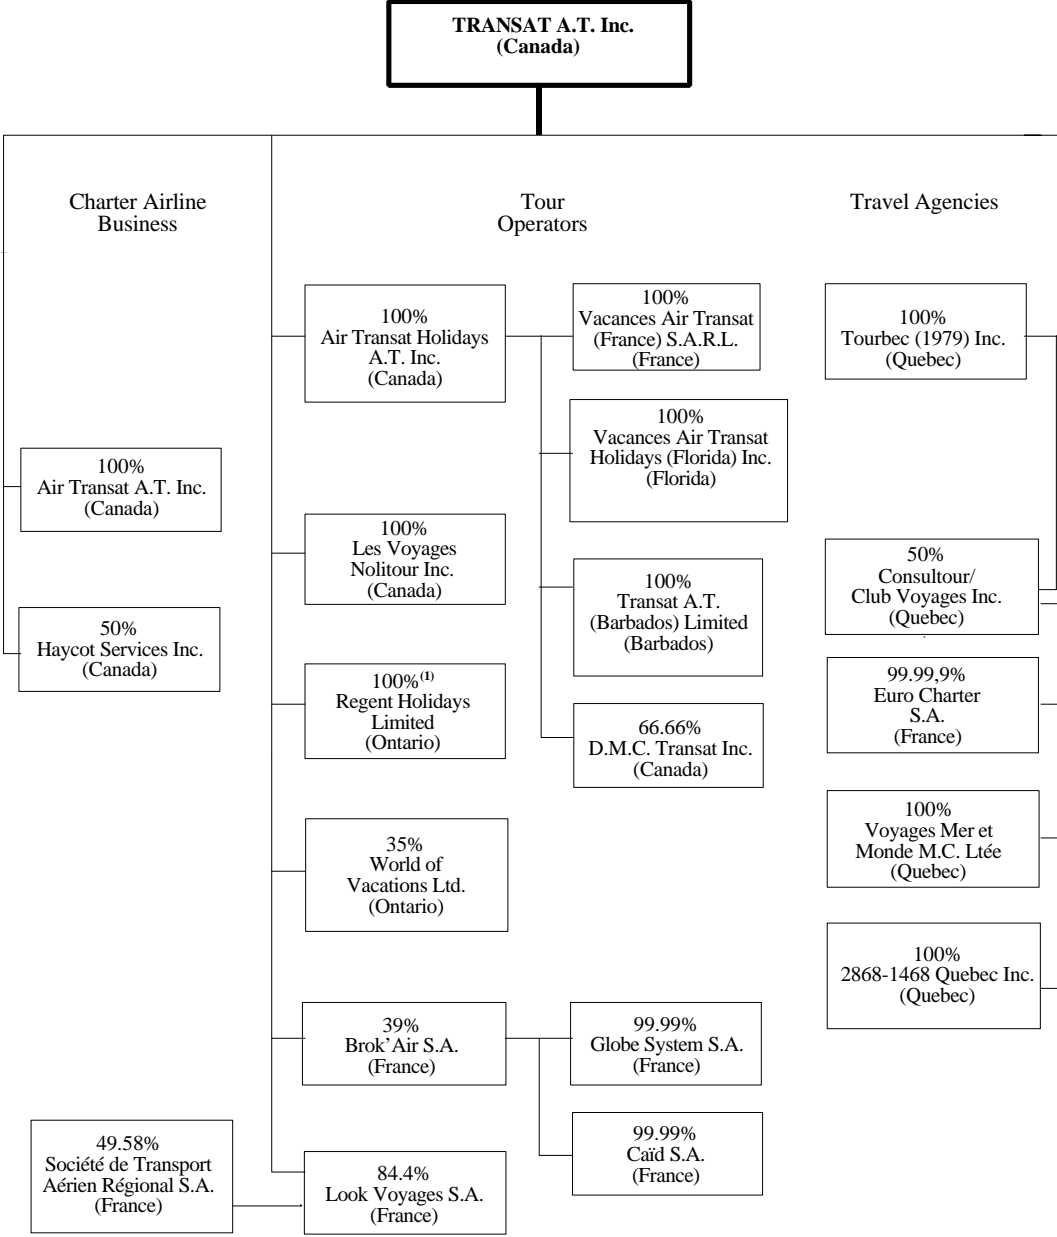 TRANSAT A.T. Inc.
(Canada)
Charter Airline
Business
Tour
Operators
Travel Agencies
100%
Air Transat A.T. Inc.
(Canada)
50%
Haycot Services Inc.
(Canada)
100%
Air Transat Holidays
A.T. Inc.
(Canada)
100%
Vacances Air Transat
(France) S.A.R.L.
(France)
100%
Vacances Air Transat
Holidays (Florida) Inc.
(Florida)
100%
Transat A.T.
(Barbados) Limited
(Barbados)
66.66%
D.M.C. Transat Inc.
(Canada)
100%
Les Voyages
Nolitour Inc.
(Canada)
100%(1)
Regent Holidays
Limited
(Ontario)
35%
World of
Vacations Ltd.
(Ontario)
39%
Brok’Air S.A.
(France)
99.99%
Globe System S.A.
(France)
99.99%
Caïd S.A.
(France)
49.58%
Société de Transport
Aérien Régional S.A.
(France)
84.4%
Look Voyages S.A.
(France)
100%
Tourbec (1979) Inc.
(Quebec)
50%
Consultour/
Club Voyages Inc.
(Quebec)
99.99,9%
Euro Charter
S.A.
(France)
100%
Voyages Mer et
Monde M.C. Ltée
(Quebec)
100%
2868-1468 Quebec Inc.
(Quebec)